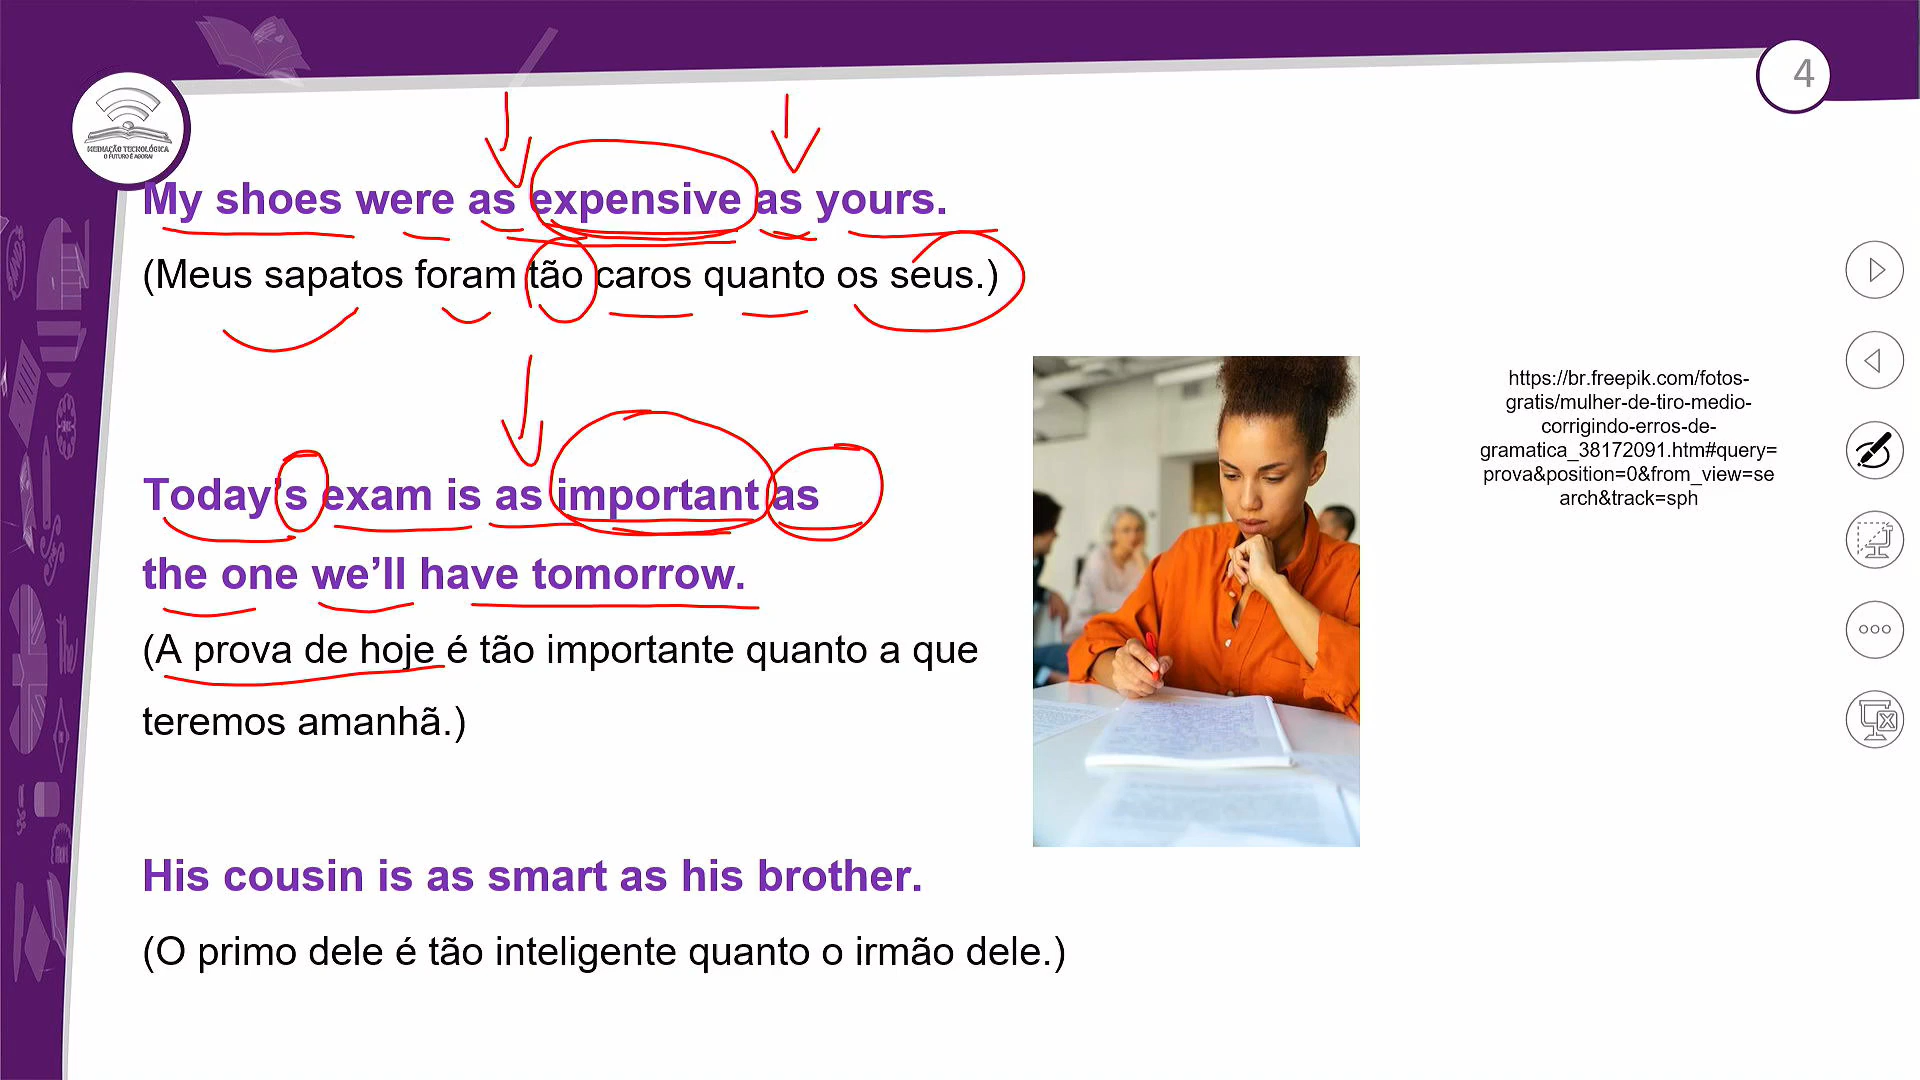 4
MEDIAÇÃO TECNOLÓGICA
O FUTURO É AGORA!
My shoes were as expensive as yours.
(Meus sapatos foram tão caros quanto os seus.)
Today's exam is as important as
the one we’ll have tomorrow.
(A prova de hoje é tão importante quanto a que
teremos amanhã.)
His cousin is as smart as his brother.
(O primo dele é tão inteligente quanto o irmão dele.)
https://br.freepik.com/fotos-
gratis/mulher-de-tiro-medio-
corrigindo-erros-de-
gramatica_38172091.htm#query=
prova&position=0&from_view=se
arch&track=sph